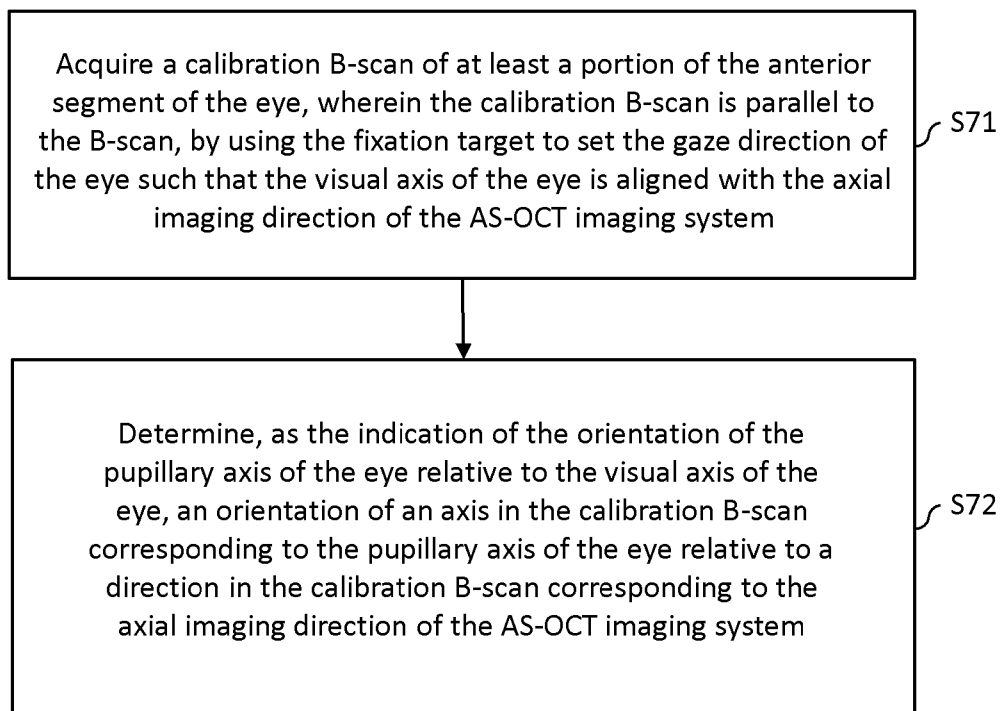 Acquire a calibration B-scan of at least a portion of the anterior
segment of the eye, wherein the calibration B-scan is parallel to
the B-scan, by using the fixation target to set the gaze direction of
the eye such that the visual axis of the eye is aligned with the axial
imaging direction of the AS-OCT imaging system
S71
Determine, as the indication of the orientation of the
pupillary axis of the eye relative to the visual axis of the
eye, an orientation of an axis in the calibration B-scan
corresponding to the pupillary axis of the eye relative to a
direction in the calibration B-scan corresponding to the
axial imaging direction of the AS-OCT imaging system
S72